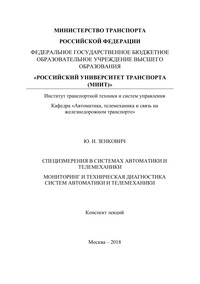 МИНИСТЕРСТВО ТРАНСПОРТА
РОССИЙСКОЙ ФЕДЕРАЦИИ
ФЕДЕРАЛЬНОЕ ГОСУДАРСТВЕННОЕ БЮДЖЕТНОЕ
ОБРАЗОВАТЕЛЬНОЕ УЧРЕЖДЕНИЕ ВЫСШЕГО
ОБРАЗОВАНИЯ
«РОССИЙСКИЙ УНИВЕРСИТЕТ ТРАНСПОРТА
(МИИТ)»
Институт транспортной техники и систем управления
Кафедра «Автоматика, телемеханика и связь на
железнодорожном транспорте»
Ю. И. ЗЕНКОВИЧ
СПЕЦИЗМЕРЕНИЯ В СИСТЕМАХ АВТОМАТИКИ И
ТЕЛЕМЕХАНИКИ
МОНИТОРИНГ И ТЕХНИЧЕСКАЯ ДИАГНОСТИКА
СИСТЕМ АВТОМАТИКИ И ТЕЛЕМЕХАНИКИ
Конспект лекций
Москва – 2018